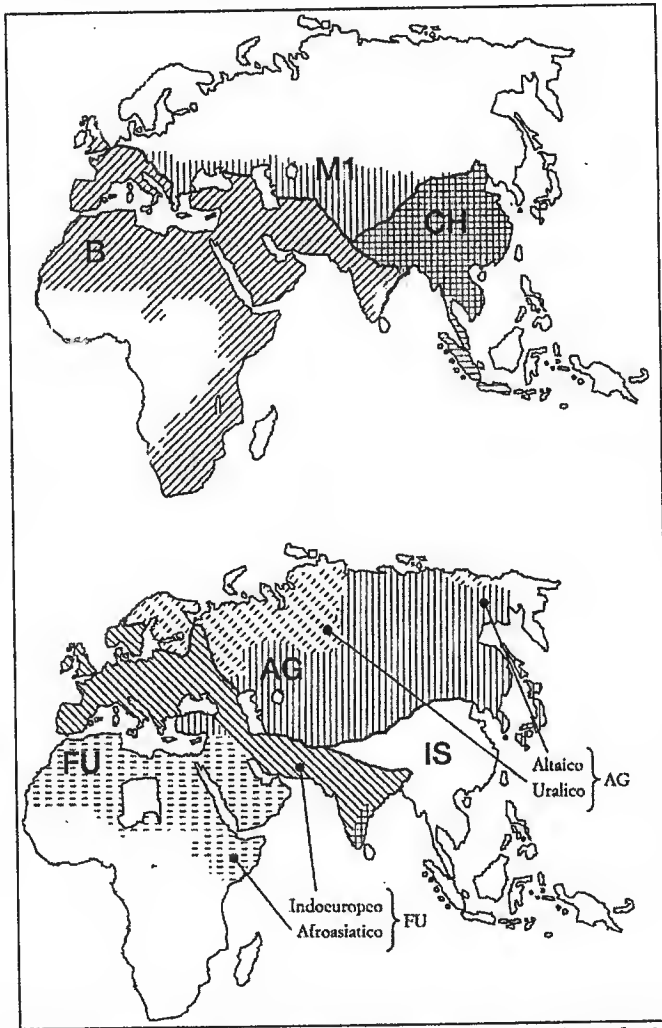 M1
CH
B
AG
FU
IS
Altaico
Uralico
AG
Indoeuropeo
Afroasiatico
FU